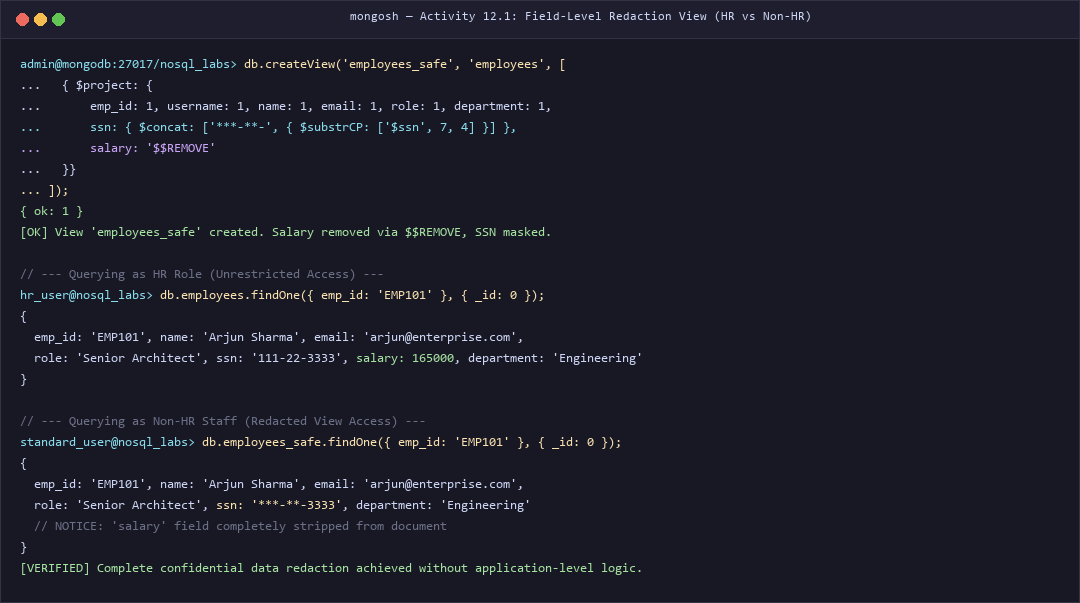 mongosh — Activity 12.1: Field-Level Redaction View (HR vs Non-HR)
admin@mongodb:27017/nosql_labs> db.createView('employees_safe', 'employees', [
...   { $project: {
...       emp_id: 1, username: 1, name: 1, email: 1, role: 1, department: 1,
...       ssn: { $concat: ['***-**-', { $substrCP: ['$ssn', 7, 4] }] },
...       salary: '$$REMOVE'
...   }}
... ]);
{ ok: 1 }
[OK] View 'employees_safe' created. Salary removed via $$REMOVE, SSN masked.
// --- Querying as HR Role (Unrestricted Access) ---
hr_user@nosql_labs> db.employees.findOne({ emp_id: 'EMP101' }, { _id: 0 });
{
  emp_id: 'EMP101', name: 'Arjun Sharma', email: 'arjun@enterprise.com',
  role: 'Senior Architect', ssn: '111-22-3333', salary: 165000, department: 'Engineering'
}
// --- Querying as Non-HR Staff (Redacted View Access) ---
standard_user@nosql_labs> db.employees_safe.findOne({ emp_id: 'EMP101' }, { _id: 0 });
{
  emp_id: 'EMP101', name: 'Arjun Sharma', email: 'arjun@enterprise.com',
  role: 'Senior Architect', ssn: '***-**-3333', department: 'Engineering'
  // NOTICE: 'salary' field completely stripped from document
}
[VERIFIED] Complete confidential data redaction achieved without application-level logic.